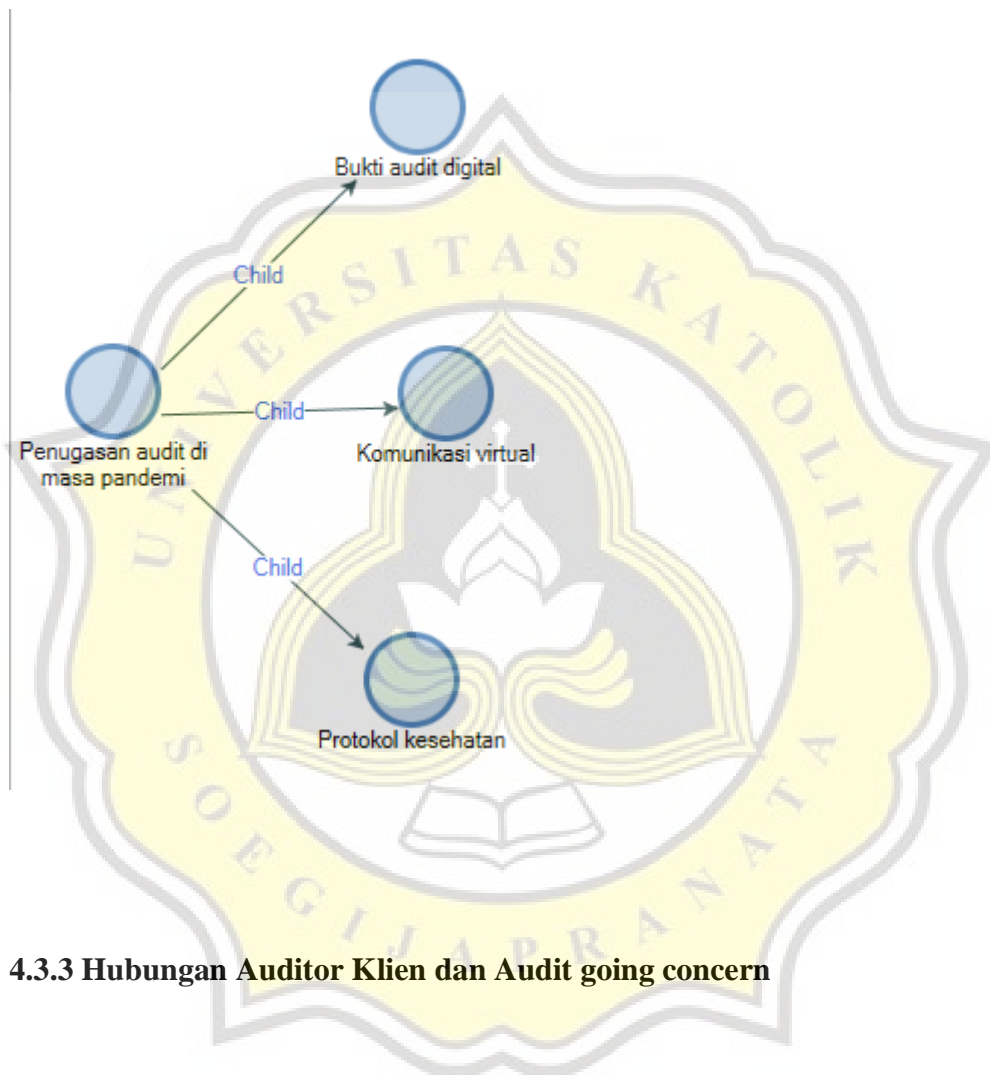 Bukti audit digital
Child
Penugasan audit di
masa pandemi
Child
Komunikasi virtual
Child
Protokol kesehatan
UNIVERSITAS KATOLIK
SOEGIJAPRANATA
4.3.3 Hubungan Auditor Klien dan Audit going concern